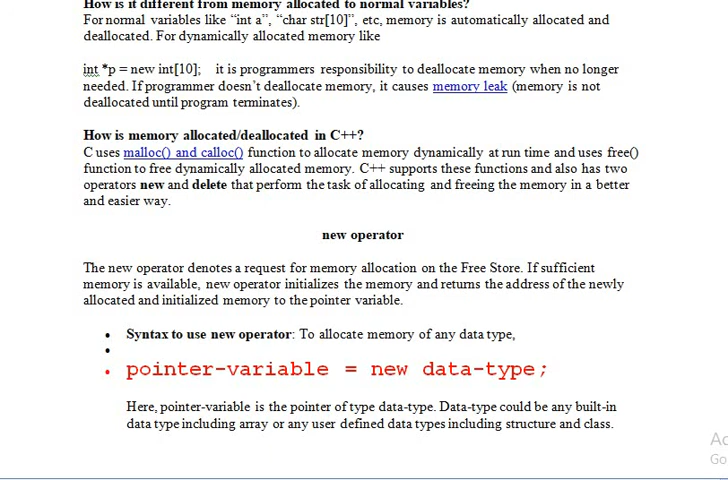 How is it different from memory allocated to normal variables?
For normal variables like “int a”, “char str[10]”, etc, memory is automatically allocated and
deallocated. For dynamically allocated memory like
int *p = new int[10]; it is programmers responsibility to deallocate memory when no longer
needed. If programmer doesn’t deallocate memory, it causes memory leak (memory is not
deallocated until program terminates).
How is memory allocated/deallocated in C++?
C uses malloc() and calloc() function to allocate memory dynamically at run time and uses free()
function to free dynamically allocated memory. C++ supports these functions and also has two
operators new and delete that perform the task of allocating and freeing the memory in a better
and easier way.
new operator
The new operator denotes a request for memory allocation on the Free Store. If sufficient
memory is available, new operator initializes the memory and returns the address of the newly
allocated and initialized memory to the pointer variable.
• Syntax to use new operator: To allocate memory of any data type,
•
• pointer-variable = new data-type;
Here, pointer-variable is the pointer of type data-type. Data-type could be any built-in
data type including array or any user defined data types including structure and class.
Ac
Go